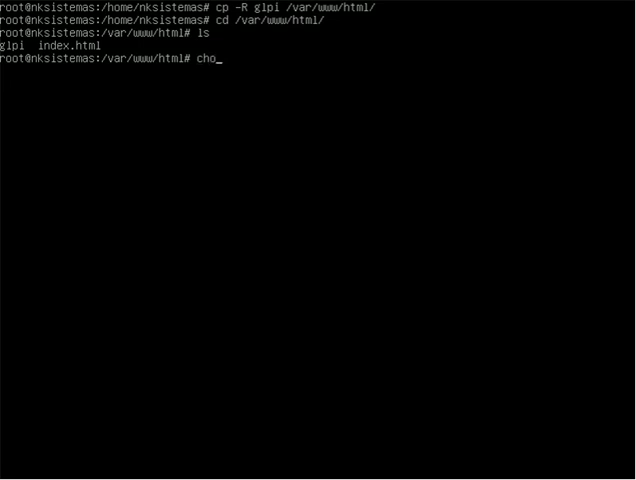 root@nksistemas:/home/nksistemas# cp -R glpi /var/www/html/
root@nksistemas:/home/nksistemas# cd /var/www/html/
root@nksistemas:/var/www/html# ls
glpi  index.html
root@nksistemas:/var/www/html# cho_